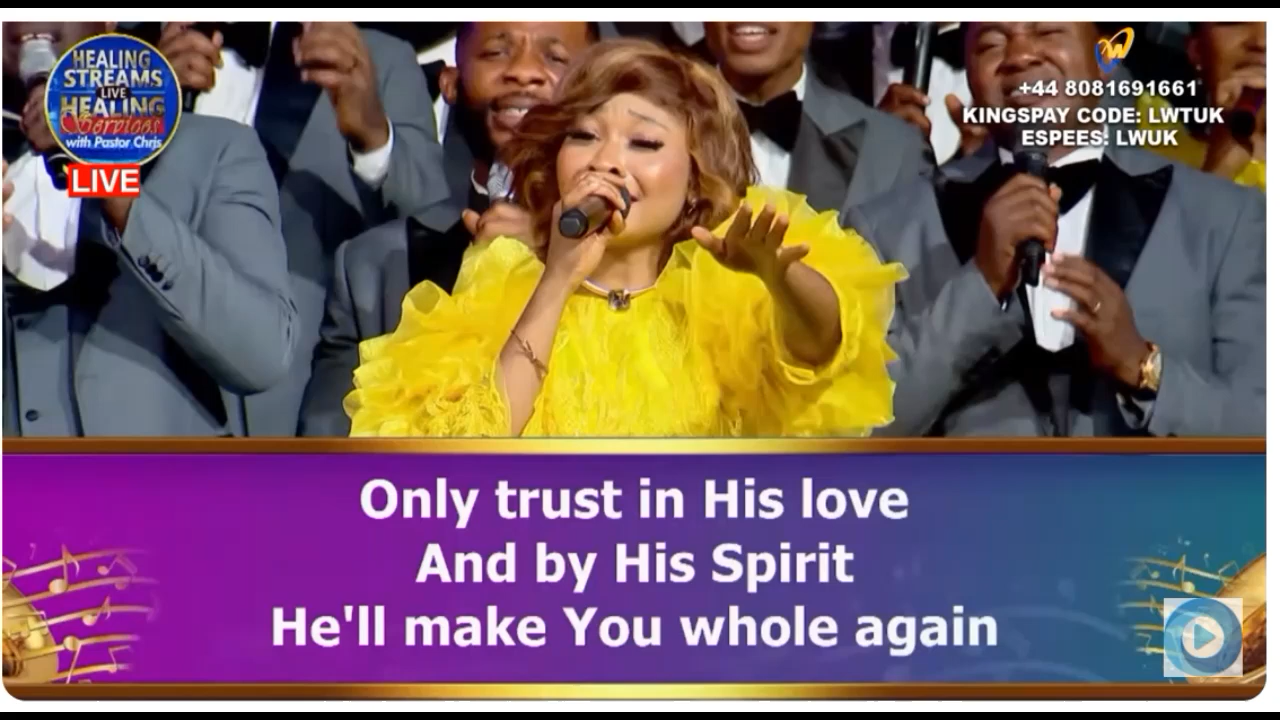 HEALING
STREAMS
LIVE
HEALING
Services
with Pastor Chris
LIVE
+44 8081691661
KINGSPAY CODE: LWTUK
ESPEES: LWUK
Only trust in His love
And by His Spirit
He'll make You whole again